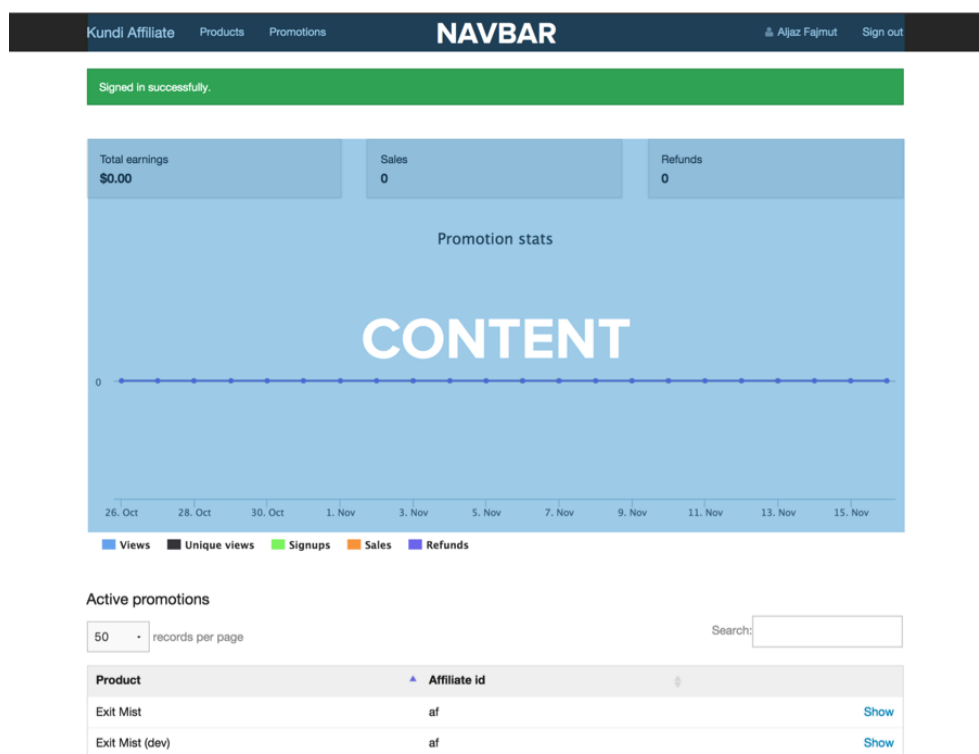 Kundi Affiliate Products Promotions NAVBAR Aljaz Fajmut Sign out
Signed in successfully.
Total earnings Sales Refunds
$0.00 0 0
Promotion stats
CONTENT
0
26. Oct 28. Oct 30. Oct 1. Nov 3. Nov 5. Nov 7. Nov 9. Nov 11. Nov 13. Nov 15. Nov
Views Unique views Signups Sales Refunds
Active promotions
50 records per page Search:
Product Affiliate id
Exit Mist af Show
Exit Mist (dev) af Show